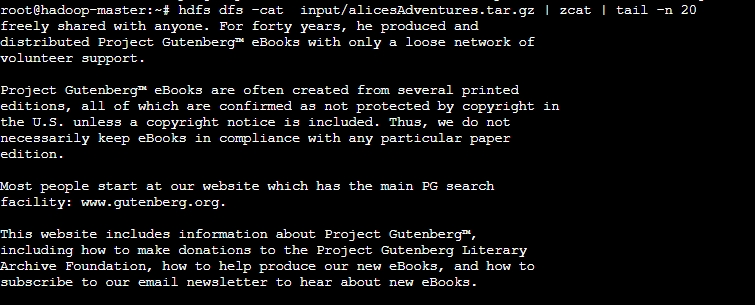 root@hadoop-master:~# hdfs dfs -cat  input/alicesAdventures.tar.gz | zcat | tail -n 20
freely shared with anyone. For forty years, he produced and
distributed Project Gutenberg™ eBooks with only a loose network of
volunteer support.
Project Gutenberg™ eBooks are often created from several printed
editions, all of which are confirmed as not protected by copyright in
the U.S. unless a copyright notice is included. Thus, we do not
necessarily keep eBooks in compliance with any particular paper
edition.
Most people start at our website which has the main PG search
facility: www.gutenberg.org.
This website includes information about Project Gutenberg™,
including how to make donations to the Project Gutenberg Literary
Archive Foundation, how to help produce our new eBooks, and how to
subscribe to our email newsletter to hear about new eBooks.